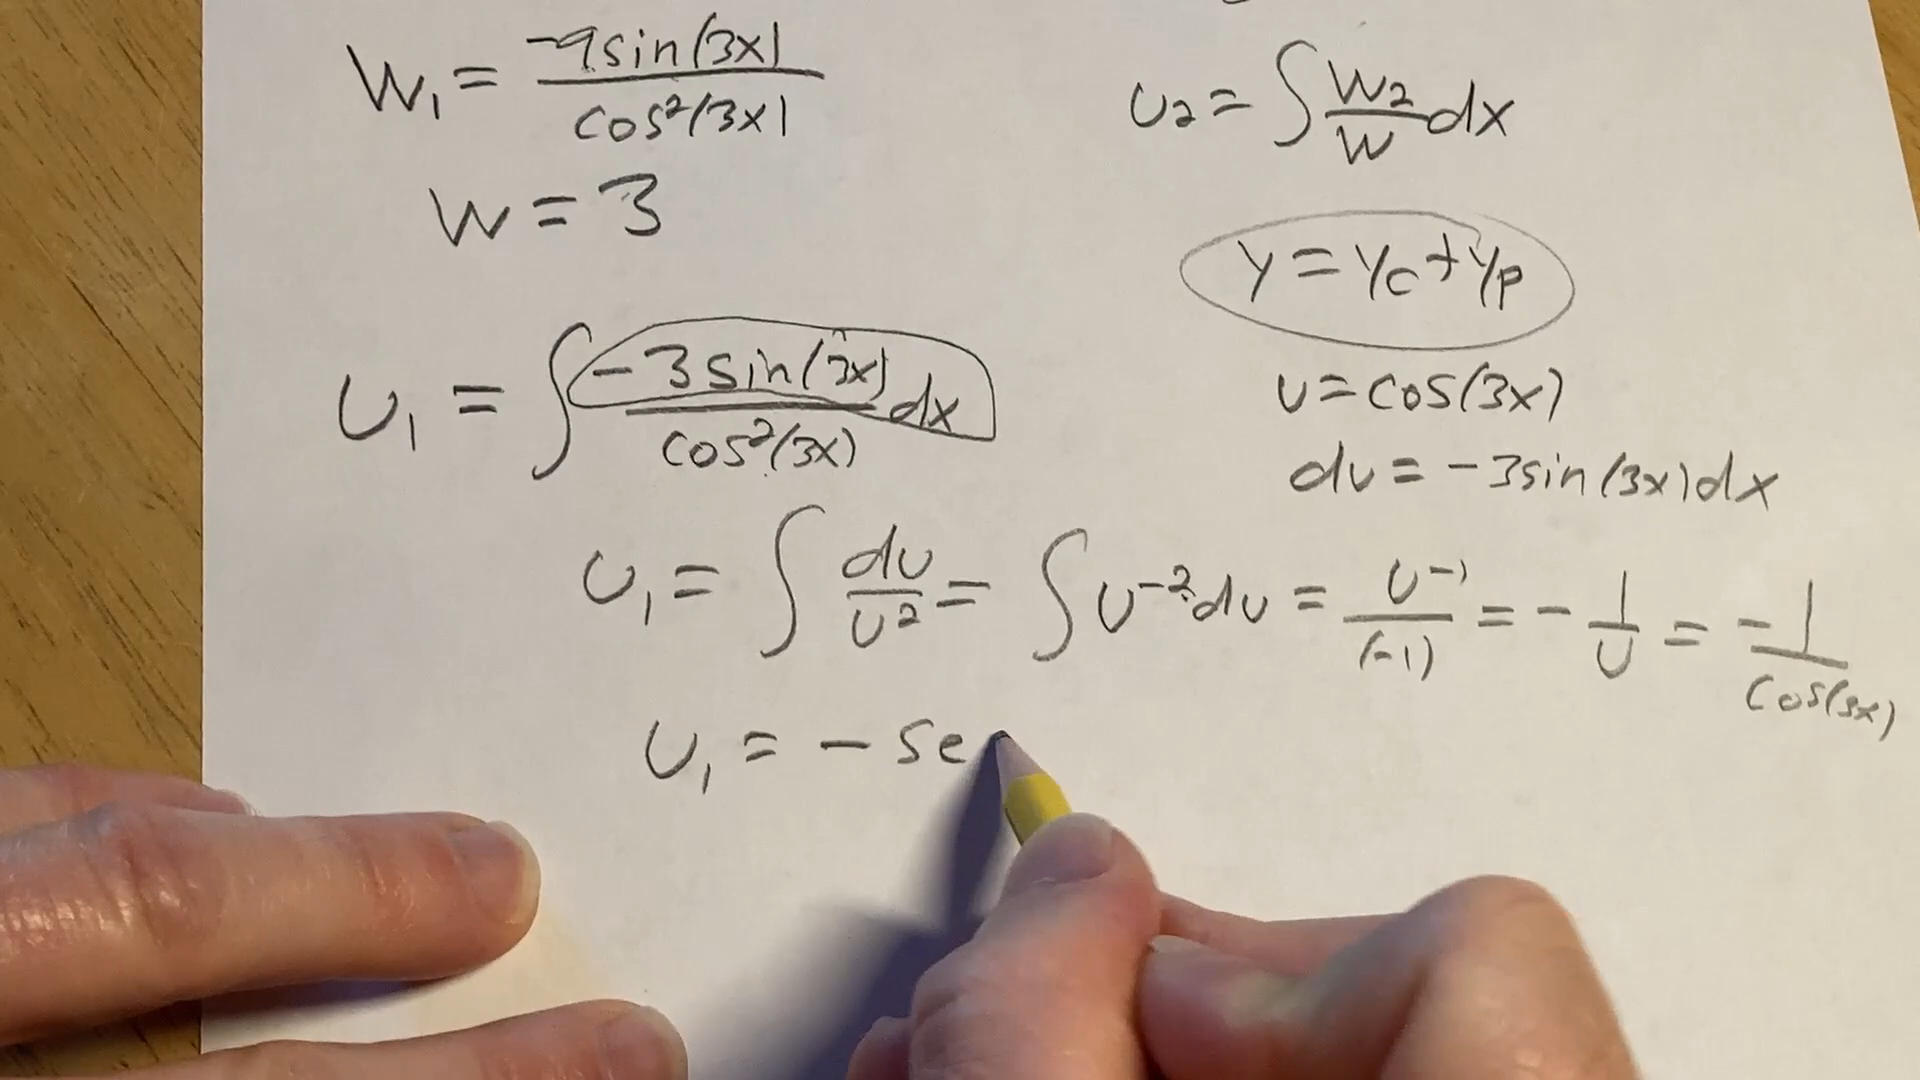 W₁ = -9sin(3x) / cos²(3x)
u₂ = ∫ W₂/W dx
W = 3
y = yc + yp
u₁ = ∫ -3sin(3x) / cos²(3x) dx
u = cos(3x)
du = -3sin(3x)dx
u₁ = ∫ du/u² = ∫ u⁻² du = u⁻¹/(-1) = -1/u = -1/cos(3x)
u₁ = - se